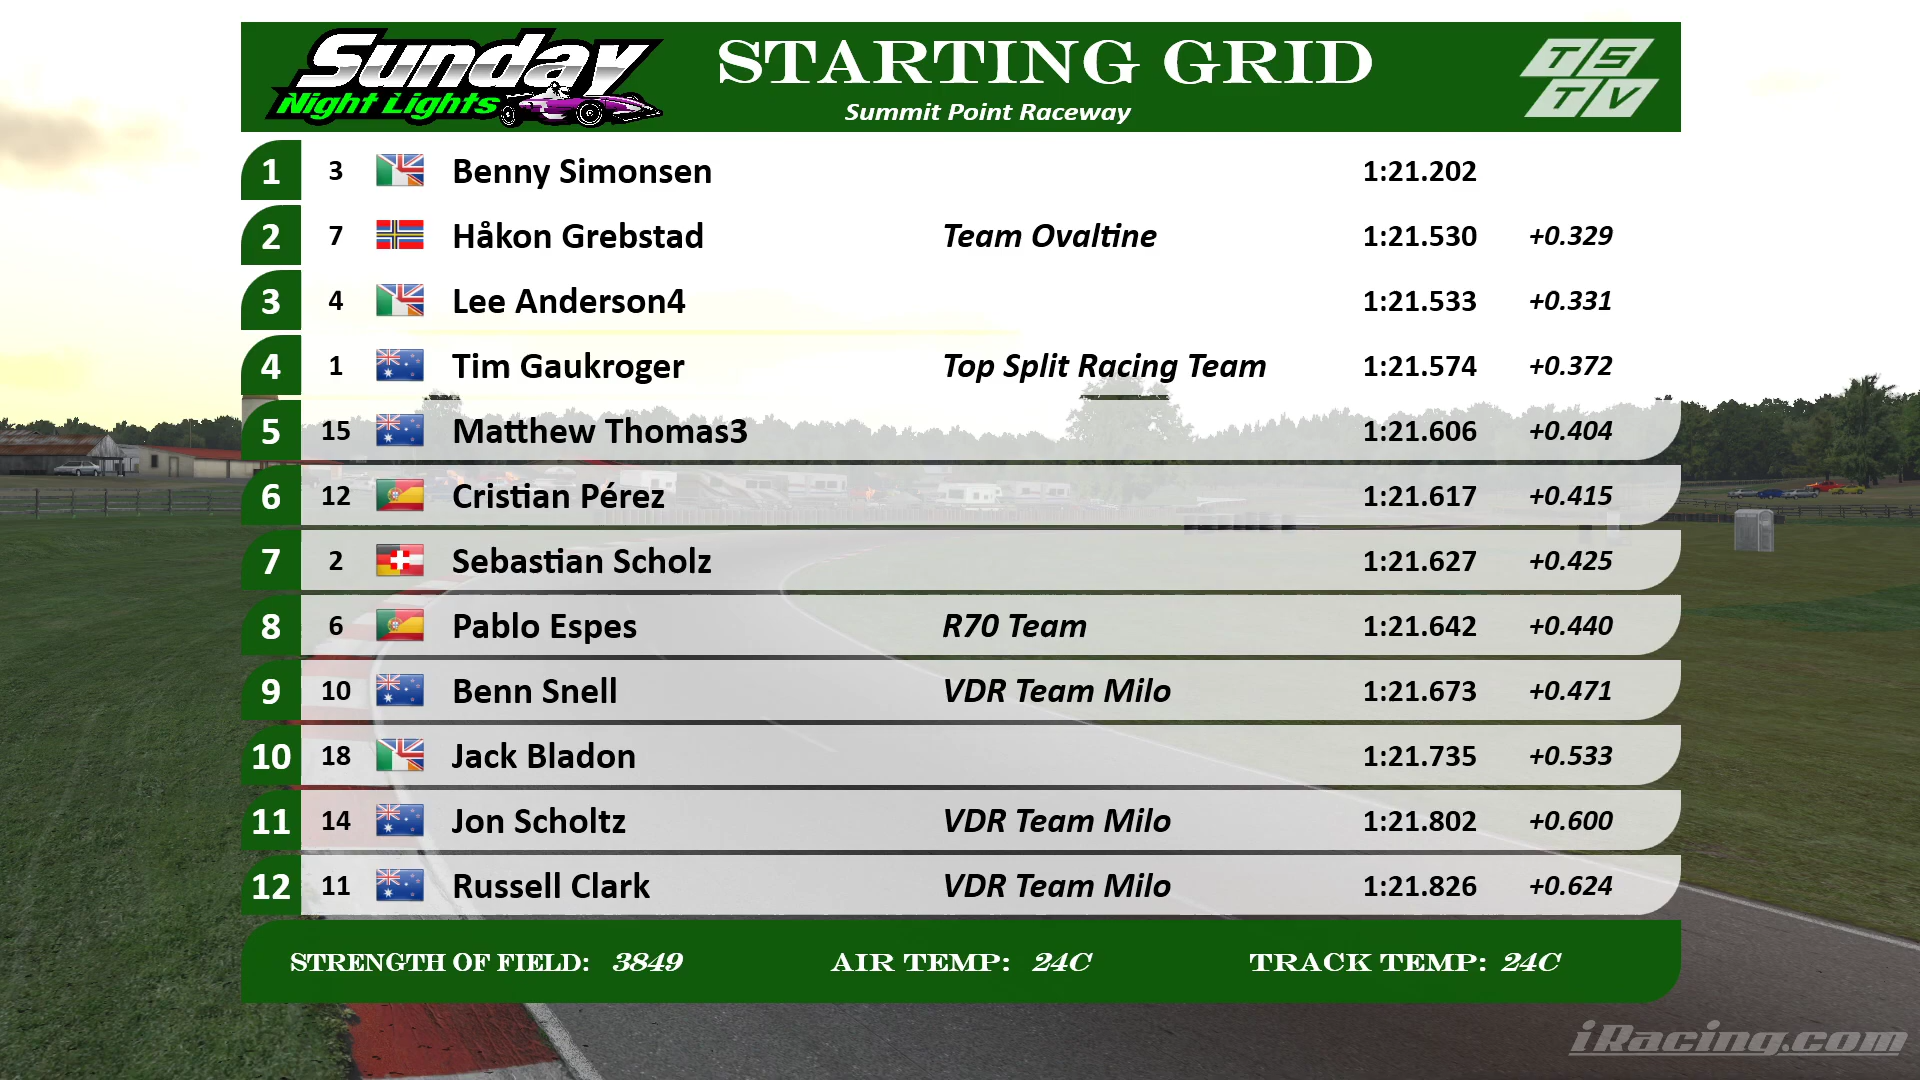 Sunday
Night Lights
STARTING GRID
Summit Point Raceway
TS
TV
1 3 Benny Simonsen 1:21.202
2 7 Håkon Grebstad Team Ovaltine 1:21.530 +0.329
3 4 Lee Anderson4 1:21.533 +0.331
4 1 Tim Gaukroger Top Split Racing Team 1:21.574 +0.372
5 15 Matthew Thomas3 1:21.606 +0.404
6 12 Cristian Pérez 1:21.617 +0.415
7 2 Sebastian Scholz 1:21.627 +0.425
8 6 Pablo Espes R70 Team 1:21.642 +0.440
9 10 Benn Snell VDR Team Milo 1:21.673 +0.471
10 18 Jack Bladon 1:21.735 +0.533
11 14 Jon Scholtz VDR Team Milo 1:21.802 +0.600
12 11 Russell Clark VDR Team Milo 1:21.826 +0.624
STRENGTH OF FIELD: 3849 AIR TEMP: 24C TRACK TEMP: 24C
iRacing.com